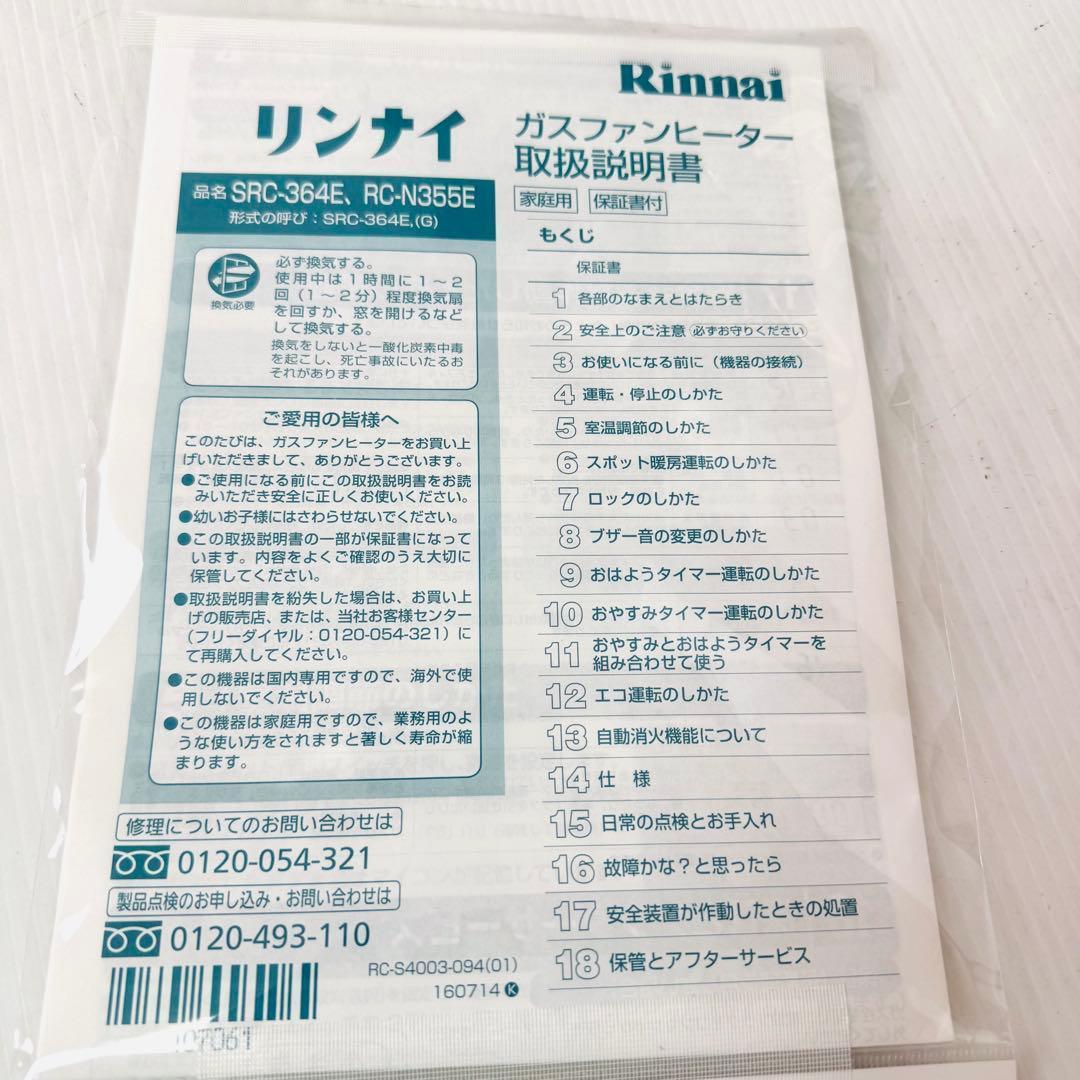 Rinnai
リンナイ
ガスファンヒーター
取扱説明書
家庭用 保証書付
品名 SRC-364E、RC-N355E
形式の呼び：SRC-364E,(G)
換気必要
必ず換気する。
使用中は1時間に1～2
回（1～2分）程度換気扇
を回すか、窓を開けるなど
して換気する。
換気をしないと一酸化炭素中毒
を起こし、死亡事故にいたるお
それがあります。
ご愛用の皆様へ
このたびは、ガスファンヒーターをお買い上
げいただきまして、ありがとうございます。
●ご使用になる前にこの取扱説明書をお読
みいただき安全に正しくお使いください。
●幼いお子様にはさわらせないでください。
●この取扱説明書の一部が保証書になって
います。内容をよくご確認のうえ大切に
保管してください。
●取扱説明書を紛失した場合は、お買い上
げの販売店、または、当社お客様センター
（フリーダイヤル：0120-054-321）に
て再購入してください。
●この機器は国内専用ですので、海外で使
用しないでください。
●この機器は家庭用ですので、業務用のよ
うな使い方をされますと著しく寿命が縮
まります。
修理についてのお問い合わせは
0120-054-321
製品点検のお申し込み・お問い合わせは
0120-493-110
もくじ
保証書
1 各部のなまえとはたらき
2 安全上のご注意 必ずお守りください
3 お使いになる前に（機器の接続）
4 運転・停止のしかた
5 室温調節のしかた
6 スポット暖房運転のしかた
7 ロックのしかた
8 ブザー音の変更のしかた
9 おはようタイマー運転のしかた
10 おやすみタイマー運転のしかた
11 おやすみとおはようタイマーを
組み合わせて使う
12 エコ運転のしかた
13 自動消火機能について
14 仕 様
15 日常の点検とお手入れ
16 故障かな？と思ったら
17 安全装置が作動したときの処置
18 保管とアフターサービス
RC-S4003-094(01)
160714 K